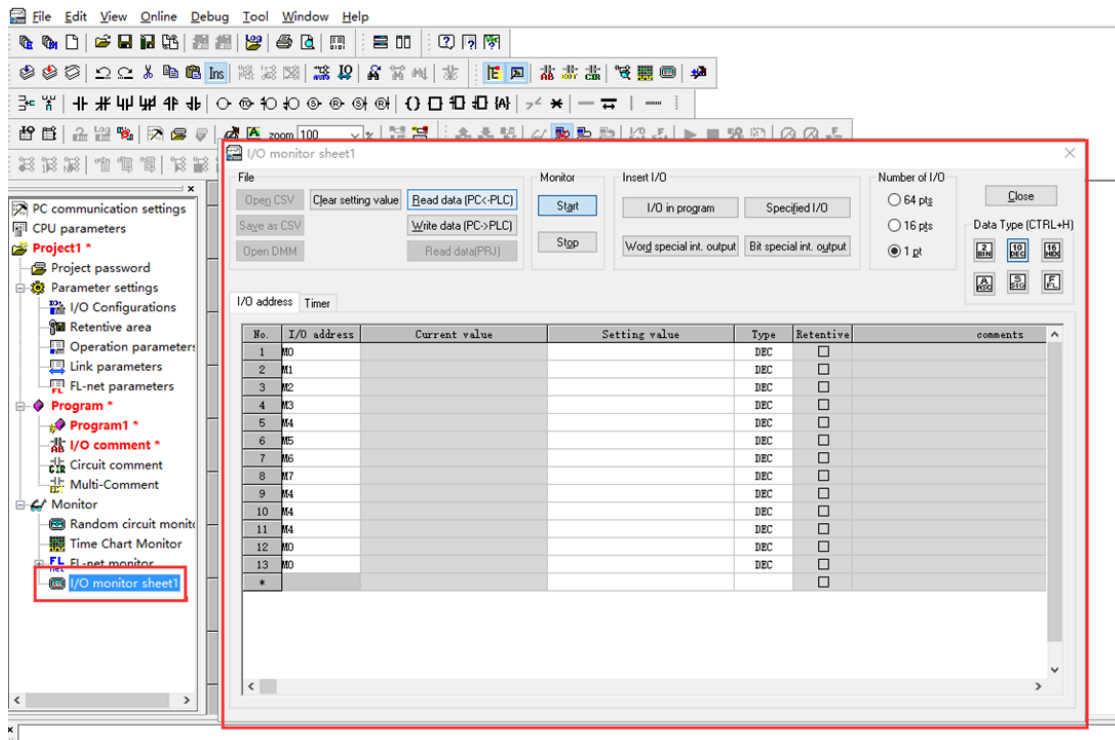 File Edit View Online Debug Tool Window Help
Ins
zoom 100
I/O monitor sheet1
File
Monitor
Insert I/O
Number of I/O
Open CSV
Clear setting value
Read data (PC<-PLC)
Start
I/O in program
Specified I/O
64 pts
Close
Save as CSV
Write data (PC->PLC)
16 pts
Data Type (CTRL+H)
Open DMM
Read data(PRJ)
Stop
Word special int. output
Bit special int. output
1 pt
2 BIN
10 DEC
16 HEX
I/O address
Timer
No. I/O address Current value Setting value Type Retentive comments
1 M0 DEC
2 M1 DEC
3 M2 DEC
4 M3 DEC
5 M4 DEC
6 M5 DEC
7 M6 DEC
8 M7 DEC
9 M4 DEC
10 M4 DEC
11 M4 DEC
12 M0 DEC
13 M0 DEC
*
PC communication settings
CPU parameters
Project1 *
Project password
Parameter settings
I/O Configurations
Retentive area
Operation parameters
Link parameters
FL-net parameters
Program *
Program1 *
I/O comment *
Circuit comment
Multi-Comment
Monitor
Random circuit monito
Time Chart Monitor
FL-net monitor
I/O monitor sheet1